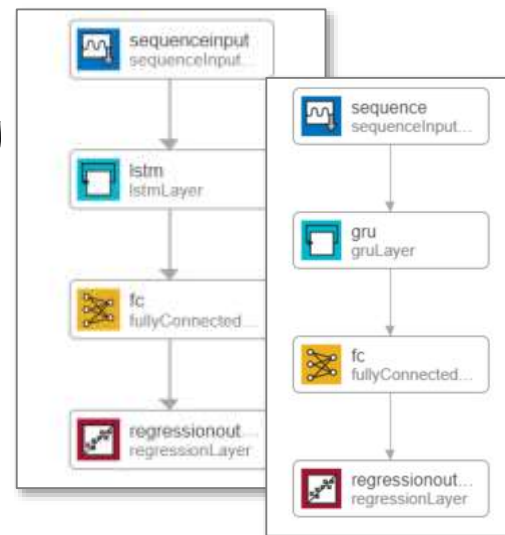 sequenceinput
sequenceInput...
lstm
lstmLayer
fc
fullyConnected...
regressionout...
regressionLayer
sequence
sequenceInput...
gru
gruLayer
fc
fullyConnected...
regressionout...
regressionLayer